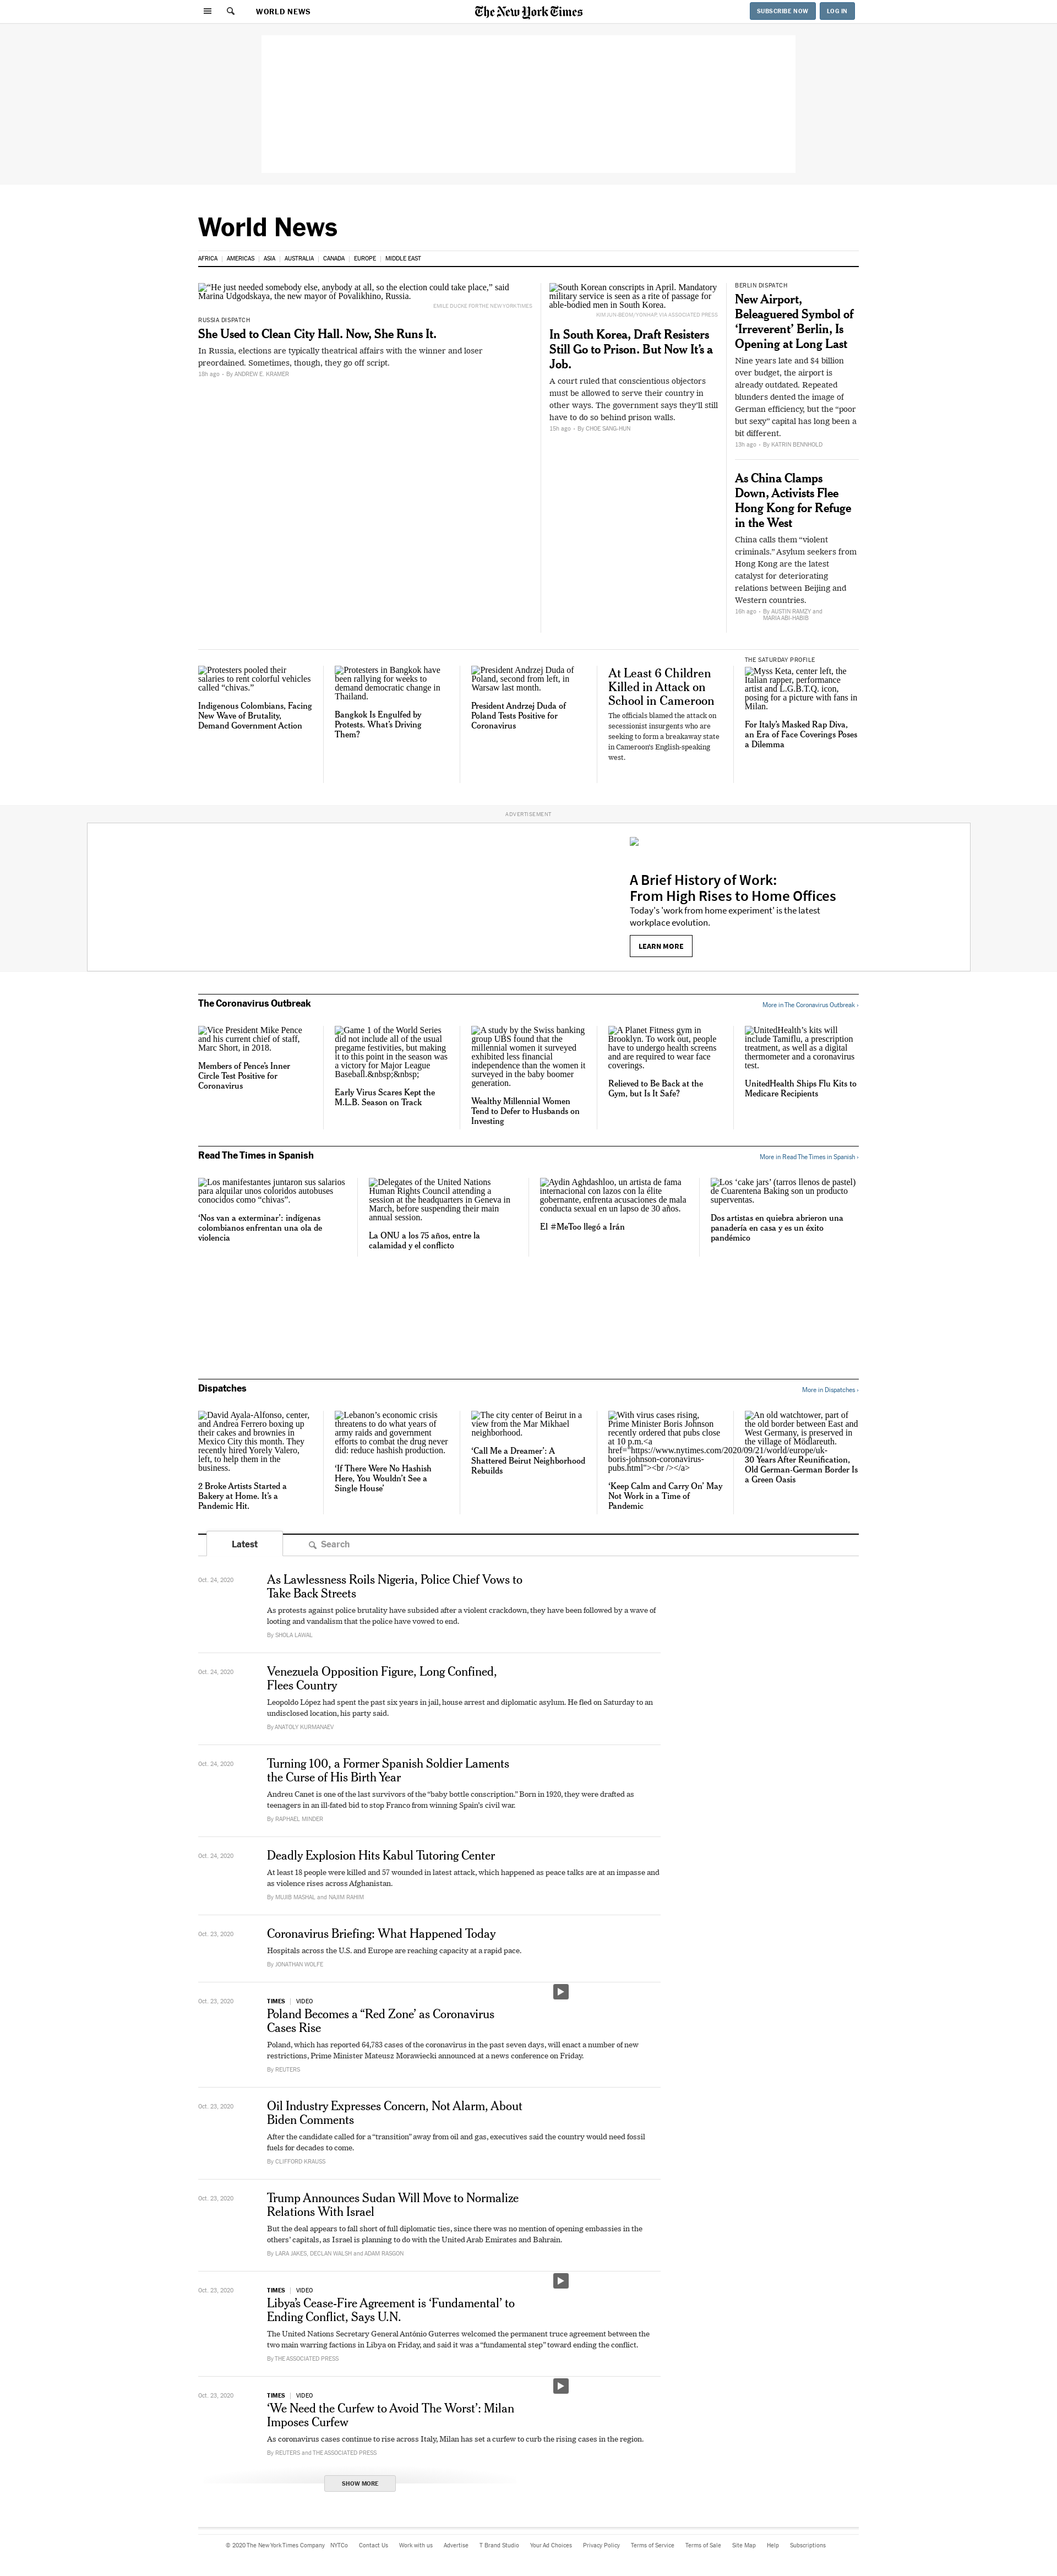 WORLD NEWS
The New York Times
SUBSCRIBE NOW
LOG IN
World News
AFRICA
AMERICAS
ASIA
AUSTRALIA
CANADA
EUROPE
MIDDLE EAST
“He just needed somebody else, anybody at all, so the election could take place,” said
Marina Udgodskaya, the new mayor of Povalikhino, Russia.
EMILE DUCKE FOR THE NEW YORK TIMES
RUSSIA DISPATCH
She Used to Clean City Hall. Now, She Runs It.
In Russia, elections are typically theatrical affairs with the winner and loser
preordained. Sometimes, though, they go off script.
18h ago · By ANDREW E. KRAMER
South Korean conscripts in April. Mandatory
military service is seen as a rite of passage for
able-bodied men in South Korea.
KIM JUN-BEOM/YONHAP, VIA ASSOCIATED PRESS
In South Korea, Draft Resisters
Still Go to Prison. But Now It’s a
Job.
A court ruled that conscientious objectors
must be allowed to serve their country in
other ways. The government says they’ll still
have to do so behind prison walls.
15h ago · By CHOE SANG-HUN
BERLIN DISPATCH
New Airport,
Beleaguered Symbol of
‘Irreverent’ Berlin, Is
Opening at Long Last
Nine years late and $4 billion
over budget, the airport is
already outdated. Repeated
blunders dented the image of
German efficiency, but the “poor
but sexy” capital has long been a
bit different.
13h ago · By KATRIN BENNHOLD
As China Clamps
Down, Activists Flee
Hong Kong for Refuge
in the West
China calls them “violent
criminals.” Asylum seekers from
Hong Kong are the latest
catalyst for deteriorating
relations between Beijing and
Western countries.
16h ago · By AUSTIN RAMZY and
MARIA ABI-HABIB
Protesters pooled their
salaries to rent colorful vehicles
called “chivas.”
Indigenous Colombians, Facing
New Wave of Brutality,
Demand Government Action
Protesters in Bangkok have
been rallying for weeks to
demand democratic change in
Thailand.
Bangkok Is Engulfed by
Protests. What’s Driving
Them?
President Andrzej Duda of
Poland, second from left, in
Warsaw last month.
President Andrzej Duda of
Poland Tests Positive for
Coronavirus
At Least 6 Children
Killed in Attack on
School in Cameroon
The officials blamed the attack on
secessionist insurgents who are
seeking to form a breakaway state
in Cameroon’s English-speaking
west.
THE SATURDAY PROFILE
Myss Keta, center left, the
Italian rapper, performance
artist and L.G.B.T.Q. icon,
posing for a picture with fans in
Milan.
For Italy’s Masked Rap Diva,
an Era of Face Coverings Poses
a Dilemma
ADVERTISEMENT
A Brief History of Work:
From High Rises to Home Offices
Today's 'work from home experiment' is the latest
workplace evolution.
LEARN MORE
The Coronavirus Outbreak
More in The Coronavirus Outbreak ›
Vice President Mike Pence
and his current chief of staff,
Marc Short, in 2018.
Members of Pence’s Inner
Circle Test Positive for
Coronavirus
Game 1 of the World Series
did not include all of the usual
pregame festivities, but making
it to this point in the season was
a victory for Major League
Baseball.&nbsp;&nbsp;
Early Virus Scares Kept the
M.L.B. Season on Track
A study by the Swiss banking
group UBS found that the
millennial women it surveyed
exhibited less financial
independence than the women it
surveyed in the baby boomer
generation.
Wealthy Millennial Women
Tend to Defer to Husbands on
Investing
A Planet Fitness gym in
Brooklyn. To work out, people
have to undergo health screens
and are required to wear face
coverings.
Relieved to Be Back at the
Gym, but Is It Safe?
UnitedHealth’s kits will
include Tamiflu, a prescription
treatment, as well as a digital
thermometer and a coronavirus
test.
UnitedHealth Ships Flu Kits to
Medicare Recipients
Read The Times in Spanish
More in Read The Times in Spanish ›
Los manifestantes juntaron sus salarios
para alquilar unos coloridos autobuses
conocidos como “chivas”.
‘Nos van a exterminar’: indígenas
colombianos enfrentan una ola de
violencia
Delegates of the United Nations
Human Rights Council attending a
session at the headquarters in Geneva in
March, before suspending their main
annual session.
La ONU a los 75 años, entre la
calamidad y el conflicto
Aydin Aghdashloo, un artista de fama
internacional con lazos con la élite
gobernante, enfrenta acusaciones de mala
conducta sexual en un lapso de 30 años.
El #MeToo llegó a Irán
Los ‘cake jars’ (tarros llenos de pastel)
de Cuarentena Baking son un producto
superventas.
Dos artistas en quiebra abrieron una
panadería en casa y es un éxito
pandémico
Dispatches
More in Dispatches ›
David Ayala-Alfonso, center,
and Andrea Ferrero boxing up
their cakes and brownies in
Mexico City this month. They
recently hired Yorely Valero,
left, to help them in the
business.
2 Broke Artists Started a
Bakery at Home. It’s a
Pandemic Hit.
Lebanon’s economic crisis
threatens to do what years of
army raids and government
efforts to combat the drug never
did: reduce hashish production.
‘If There Were No Hashish
Here, You Wouldn’t See a
Single House’
The city center of Beirut in a
view from the Mar Mikhael
neighborhood.
‘Call Me a Dreamer’: A
Shattered Beirut Neighborhood
Rebuilds
With virus cases rising,
Prime Minister Boris Johnson
recently ordered that pubs close
at 10 p.m.<a
href="https://www.nytimes.com/2020/09/21/world/europe/uk-
boris-johnson-coronavirus-
pubs.html"><br /></a>
‘Keep Calm and Carry On’ May
Not Work in a Time of
Pandemic
An old watchtower, part of
the old border between East and
West Germany, is preserved in
the village of Mödlareuth.
30 Years After Reunification,
Old German-German Border Is
a Green Oasis
Latest
Search
Oct. 24, 2020
As Lawlessness Roils Nigeria, Police Chief Vows to
Take Back Streets
As protests against police brutality have subsided after a violent crackdown, they have been followed by a wave of
looting and vandalism that the police have vowed to end.
By SHOLA LAWAL
Oct. 24, 2020
Venezuela Opposition Figure, Long Confined,
Flees Country
Leopoldo López had spent the past six years in jail, house arrest and diplomatic asylum. He fled on Saturday to an
undisclosed location, his party said.
By ANATOLY KURMANAEV
Oct. 24, 2020
Turning 100, a Former Spanish Soldier Laments
the Curse of His Birth Year
Andreu Canet is one of the last survivors of the “baby bottle conscription.” Born in 1920, they were drafted as
teenagers in an ill-fated bid to stop Franco from winning Spain’s civil war.
By RAPHAEL MINDER
Oct. 24, 2020
Deadly Explosion Hits Kabul Tutoring Center
At least 18 people were killed and 57 wounded in latest attack, which happened as peace talks are at an impasse and
as violence rises across Afghanistan.
By MUJIB MASHAL and NAJIM RAHIM
Oct. 23, 2020
Coronavirus Briefing: What Happened Today
Hospitals across the U.S. and Europe are reaching capacity at a rapid pace.
By JONATHAN WOLFE
Oct. 23, 2020
TIMES | VIDEO
Poland Becomes a “Red Zone’ as Coronavirus
Cases Rise
Poland, which has reported 64,783 cases of the coronavirus in the past seven days, will enact a number of new
restrictions, Prime Minister Mateusz Morawiecki announced at a news conference on Friday.
By REUTERS
Oct. 23, 2020
Oil Industry Expresses Concern, Not Alarm, About
Biden Comments
After the candidate called for a “transition” away from oil and gas, executives said the country would need fossil
fuels for decades to come.
By CLIFFORD KRAUSS
Oct. 23, 2020
Trump Announces Sudan Will Move to Normalize
Relations With Israel
But the deal appears to fall short of full diplomatic ties, since there was no mention of opening embassies in the
others’ capitals, as Israel is planning to do with the United Arab Emirates and Bahrain.
By LARA JAKES, DECLAN WALSH and ADAM RASGON
Oct. 23, 2020
TIMES | VIDEO
Libya’s Cease-Fire Agreement is ‘Fundamental’ to
Ending Conflict, Says U.N.
The United Nations Secretary General António Guterres welcomed the permanent truce agreement between the
two main warring factions in Libya on Friday, and said it was a “fundamental step” toward ending the conflict.
By THE ASSOCIATED PRESS
Oct. 23, 2020
TIMES | VIDEO
‘We Need the Curfew to Avoid The Worst’: Milan
Imposes Curfew
As coronavirus cases continue to rise across Italy, Milan has set a curfew to curb the rising cases in the region.
By REUTERS and THE ASSOCIATED PRESS
SHOW MORE
© 2020 The New York Times Company
NYTCo
Contact Us
Work with us
Advertise
T Brand Studio
Your Ad Choices
Privacy Policy
Terms of Service
Terms of Sale
Site Map
Help
Subscriptions